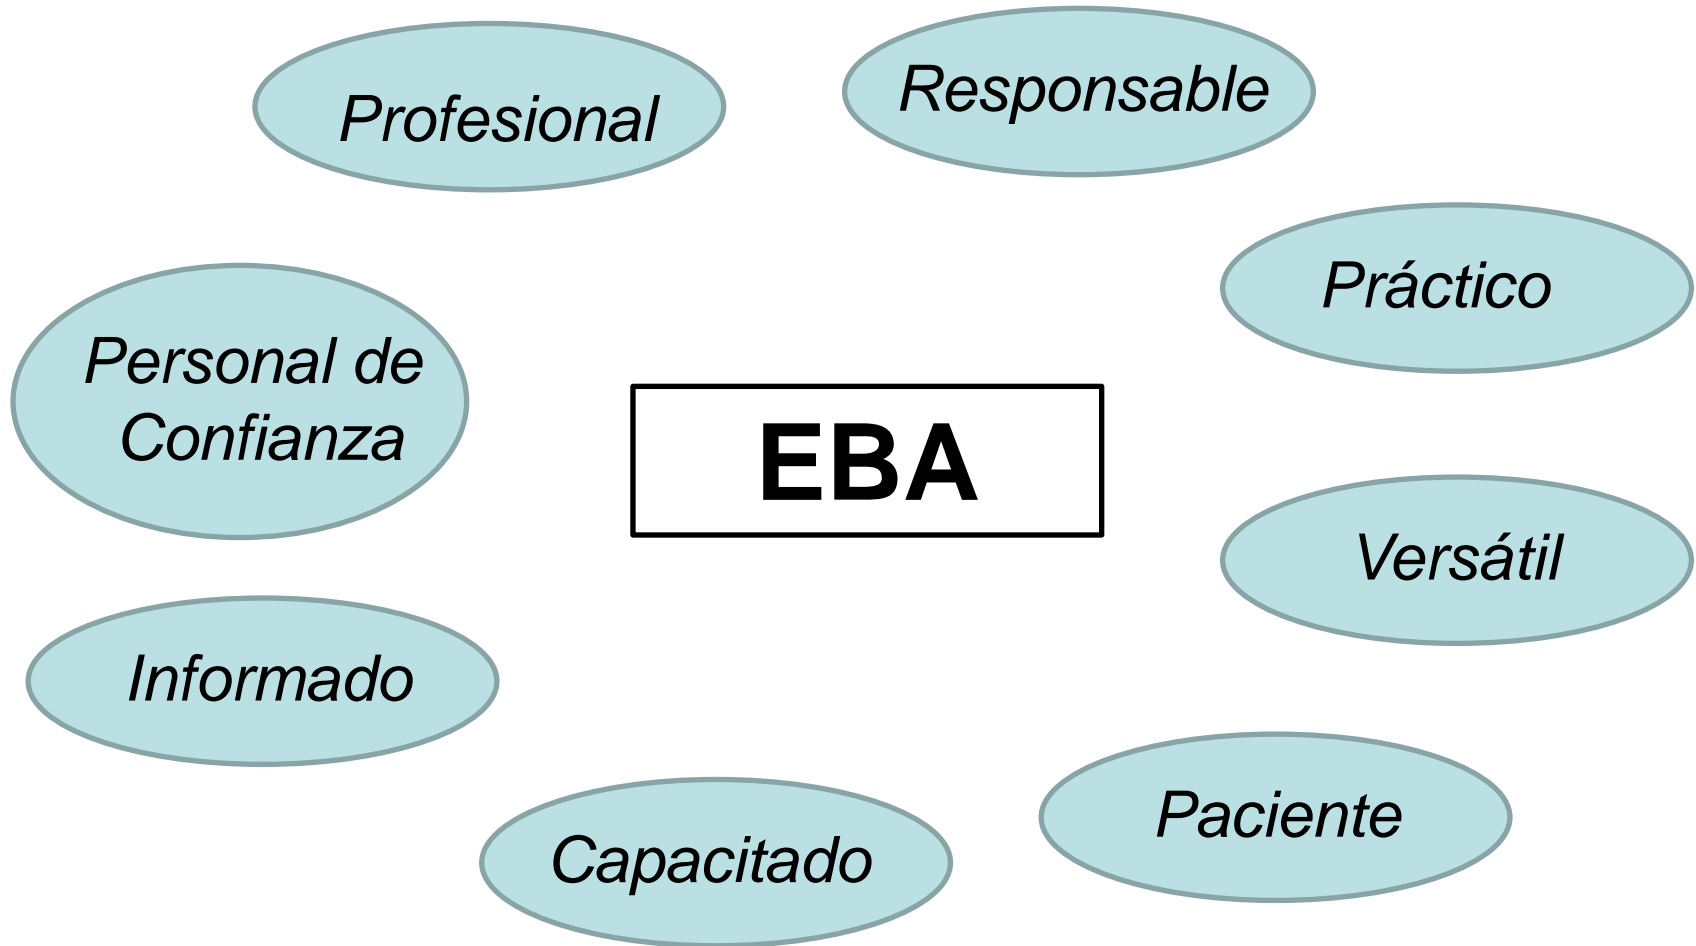 Profesional
Responsable
Práctico
Personal de
Confianza
EBA
Versátil
Informado
Paciente
Capacitado